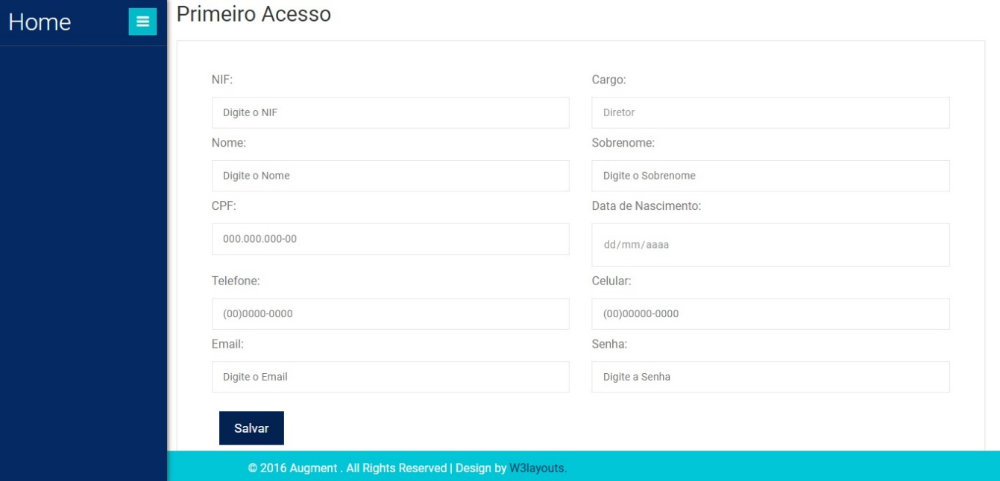 Home
Primeiro Acesso
NIF:
Cargo:
Digite o NIF
Diretor
Nome:
Sobrenome:
Digite o Nome
Digite o Sobrenome
CPF:
Data de Nascimento:
000.000.000-00
dd/mm/aaaa
Telefone:
Celular:
(00)0000-0000
(00)00000-0000
Email:
Senha:
Digite o Email
Digite a Senha
Salvar
© 2016 Augment . All Rights Reserved | Design by W3layouts.